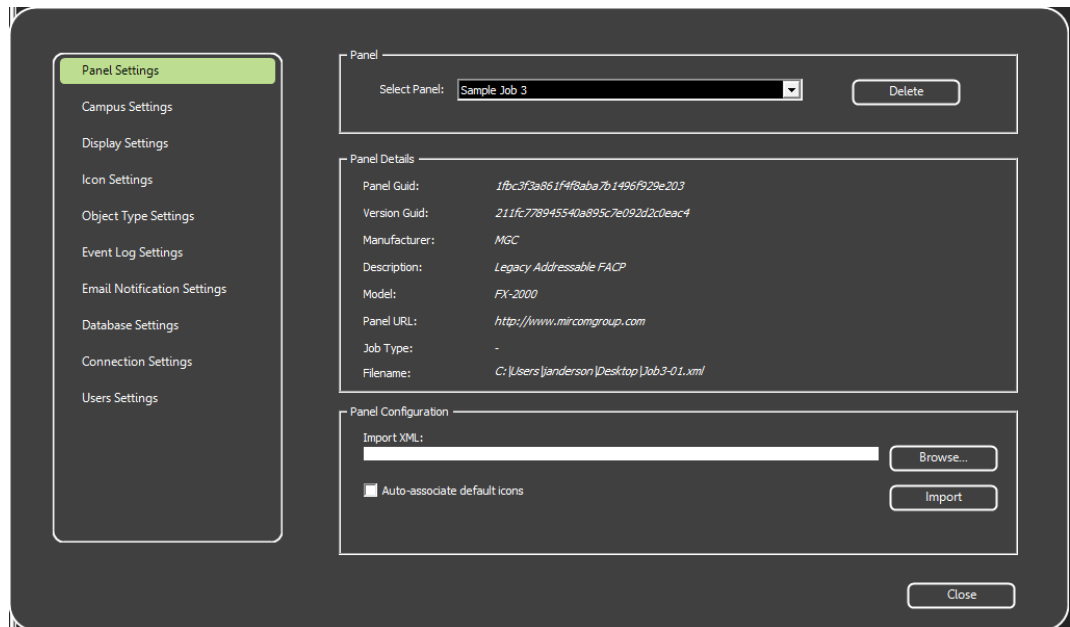 Panel Settings
Campus Settings
Display Settings
Icon Settings
Object Type Settings
Event Log Settings
Email Notification Settings
Database Settings
Connection Settings
Users Settings
Panel
Select Panel: Sample Job 3 Delete
Panel Details
Panel Guid: 1fbc3f3a861f4f8aba7b1496f929e203
Version Guid: 211fc778945540a895c7e092d2c0eac4
Manufacturer: MGC
Description: Legacy Addressable FACP
Model: FX-2000
Panel URL: http://www.mircomgroup.com
Job Type: -
Filename: C:\Users\janderson\Desktop\Job3-01.xml
Panel Configuration
Import XML:
Browse...
Auto-associate default icons
Import
Close